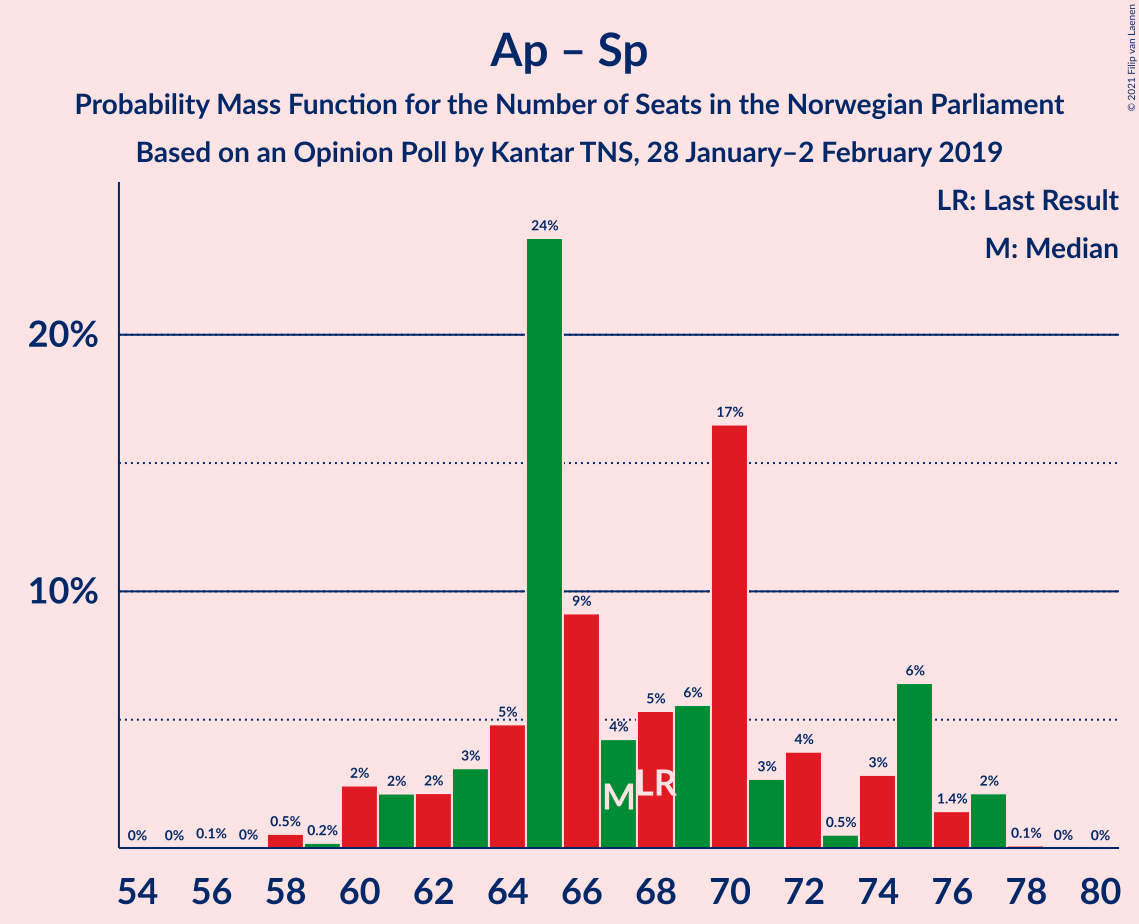 Ap – Sp
Probability Mass Function for the Number of Seats in the Norwegian Parliament
Based on an Opinion Poll by Kantar TNS, 28 January–2 February 2019
© 2021 Filip van Laenen
LR: Last Result
M: Median
20%
10%
0% 0% 0.1% 0% 0.5% 0.2% 2% 2% 2% 3% 5% 24% 9% 4% 5% 6% 17% 3% 4% 0.5% 3% 6% 1.4% 2% 0.1% 0% 0%
M LR
54 56 58 60 62 64 66 68 70 72 74 76 78 80